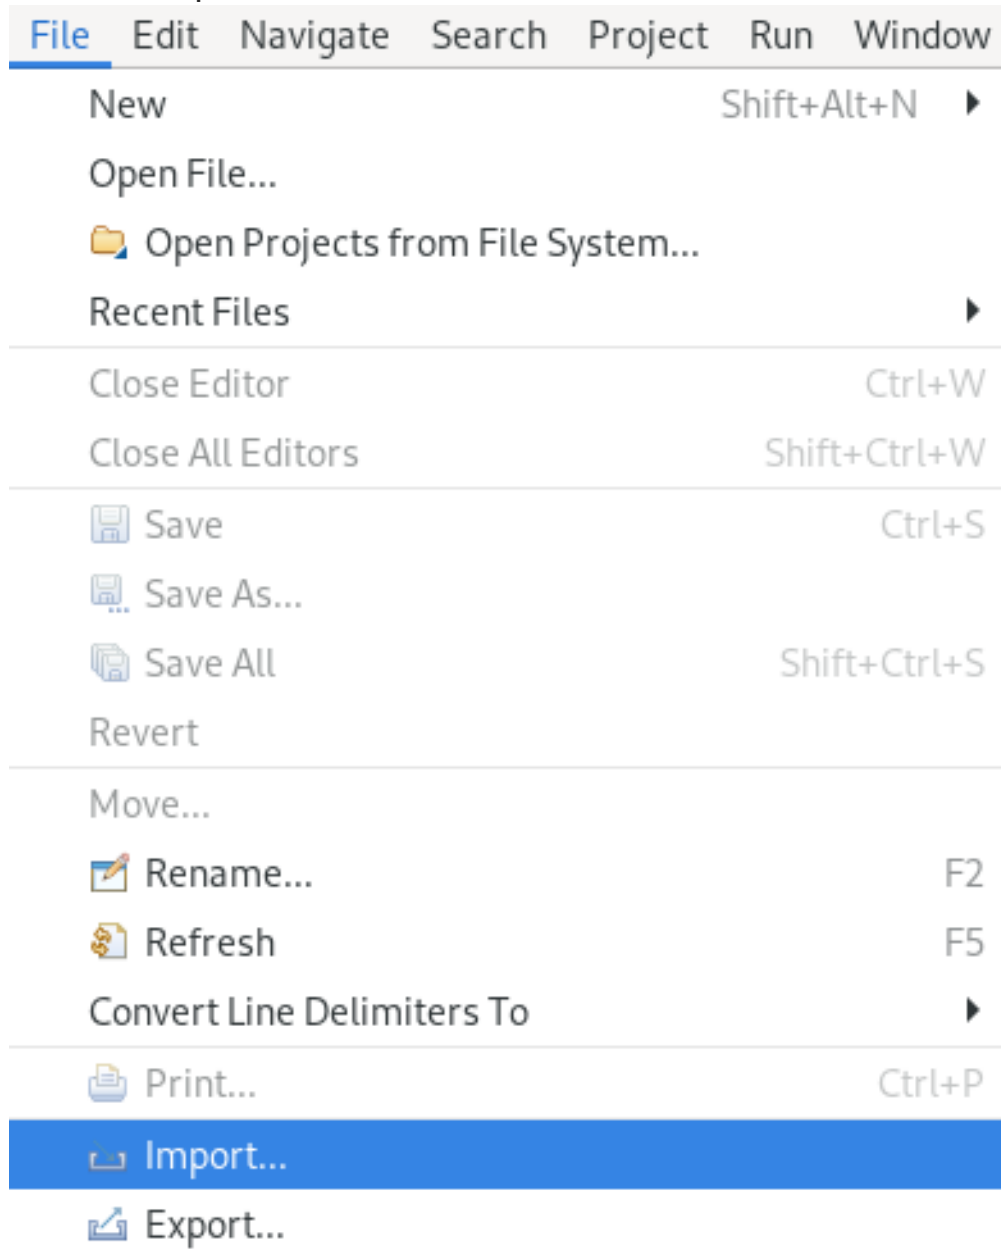 File Edit Navigate Search Project Run Window
New Shift+Alt+N
Open File...
Open Projects from File System...
Recent Files
Close Editor Ctrl+W
Close All Editors Shift+Ctrl+W
Save Ctrl+S
Save As...
Save All Shift+Ctrl+S
Revert
Move...
Rename... F2
Refresh F5
Convert Line Delimiters To
Print... Ctrl+P
Import...
Export...